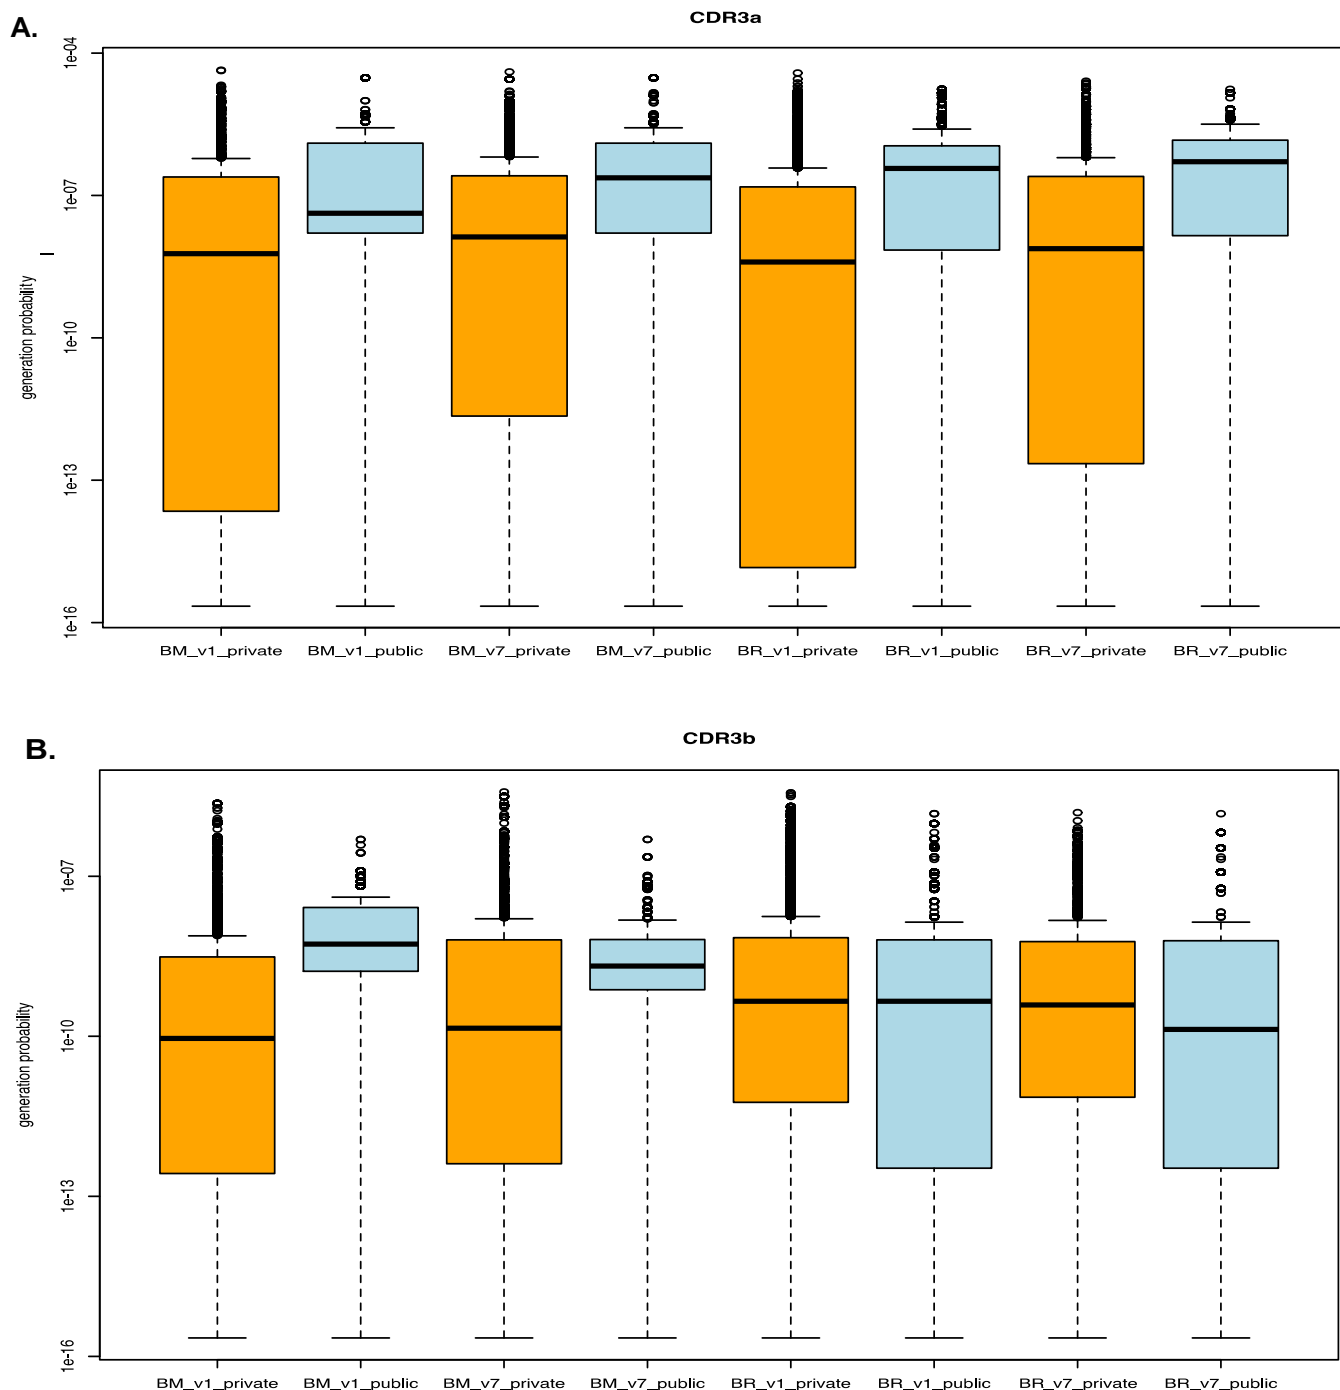 A.
CDR3a
generation probability
1e-04
1e-07
1e-10
1e-13
1e-16
BM_v1_private BM_v1_public BM_v7_private BM_v7_public BR_v1_private BR_v1_public BR_v7_private BR_v7_public
B.
CDR3b
generation probability
1e-07
1e-10
1e-13
1e-16
BM_v1_private BM_v1_public BM_v7_private BM_v7_public BR_v1_private BR_v1_public BR_v7_private BR_v7_public